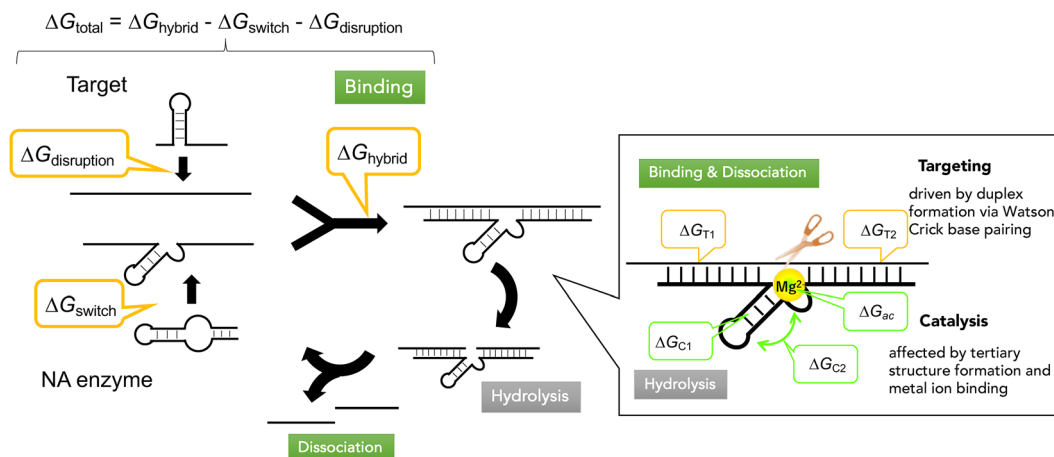 ΔGtotal = ΔGhybrid - ΔGswitch - ΔGdisruption
Target
Binding
ΔGdisruption
ΔGhybrid
ΔGswitch
NA enzyme
Hydrolysis
Dissociation
Binding & Dissociation
Targeting
driven by duplex
formation via Watson
Crick base pairing
ΔGT1
ΔGT2
Mg2
ΔGac
ΔGC1
ΔGC2
Catalysis
affected by tertiary
structure formation and
metal ion binding
Hydrolysis